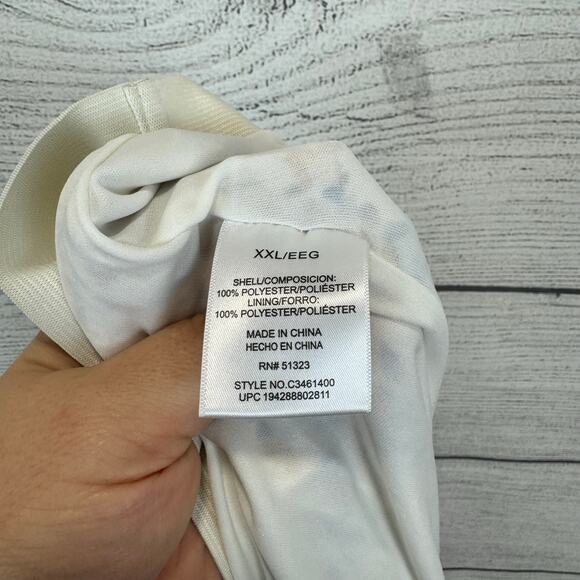 XXL/EEG
SHELL/COMPOSICION:
100% POLYESTER/POLIÉSTER
LINING/FORRO:
100% POLYESTER/POLIÉSTER
MADE IN CHINA
HECHO EN CHINA
RN# 51323
STYLE NO.C3461400
UPC 194288802811